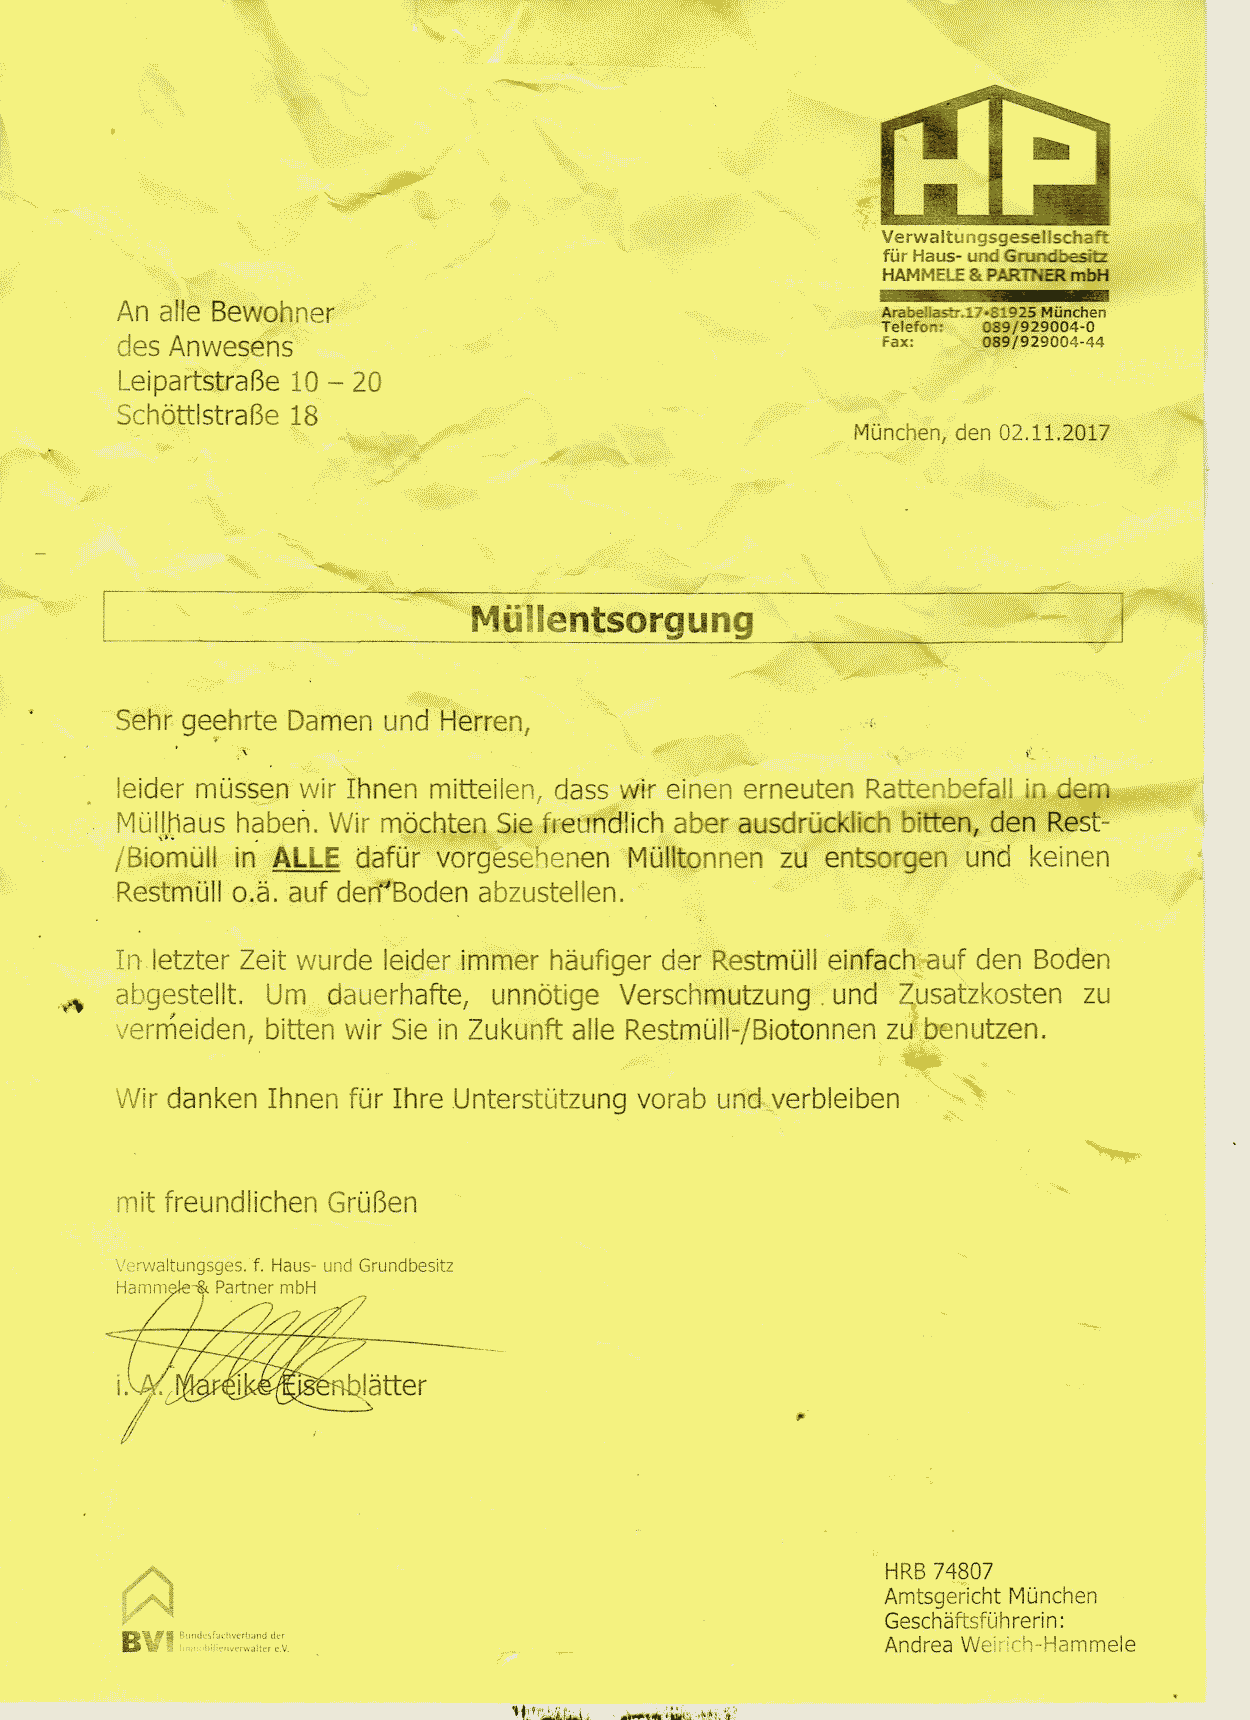 HP
Verwaltungsgesellschaft
für Haus- und Grundbesitz
HAMMELE & PARTNER mbH
Arabellastr.17•81925 München
Telefon: 089/929004-0
Fax: 089/929004-44
An alle Bewohner
des Anwesens
Leipartstraße 10 – 20
Schöttlstraße 18
München, den 02.11.2017
Müllentsorgung
Sehr geehrte Damen und Herren,
leider müssen wir Ihnen mitteilen, dass wir einen erneuten Rattenbefall in dem
Müllhaus haben. Wir möchten Sie freundlich aber ausdrücklich bitten, den Rest-
/Biomüll in ALLE dafür vorgesehenen Mülltonnen zu entsorgen und keinen
Restmüll o.ä. auf den Boden abzustellen.
In letzter Zeit wurde leider immer häufiger der Restmüll einfach auf den Boden
abgestellt. Um dauerhafte, unnötige Verschmutzung und Zusatzkosten zu
vermeiden, bitten wir Sie in Zukunft alle Restmüll-/Biotonnen zu benutzen.
Wir danken Ihnen für Ihre Unterstützung vorab und verbleiben
mit freundlichen Grüßen
Verwaltungsges. f. Haus- und Grundbesitz
Hammele & Partner mbH
i. A. Mareike Eisenblätter
HRB 74807
Amtsgericht München
Geschäftsführerin:
Andrea Weirich-Hammele
BVI Bundesfachverband der
Immobilienverwalter e.V.